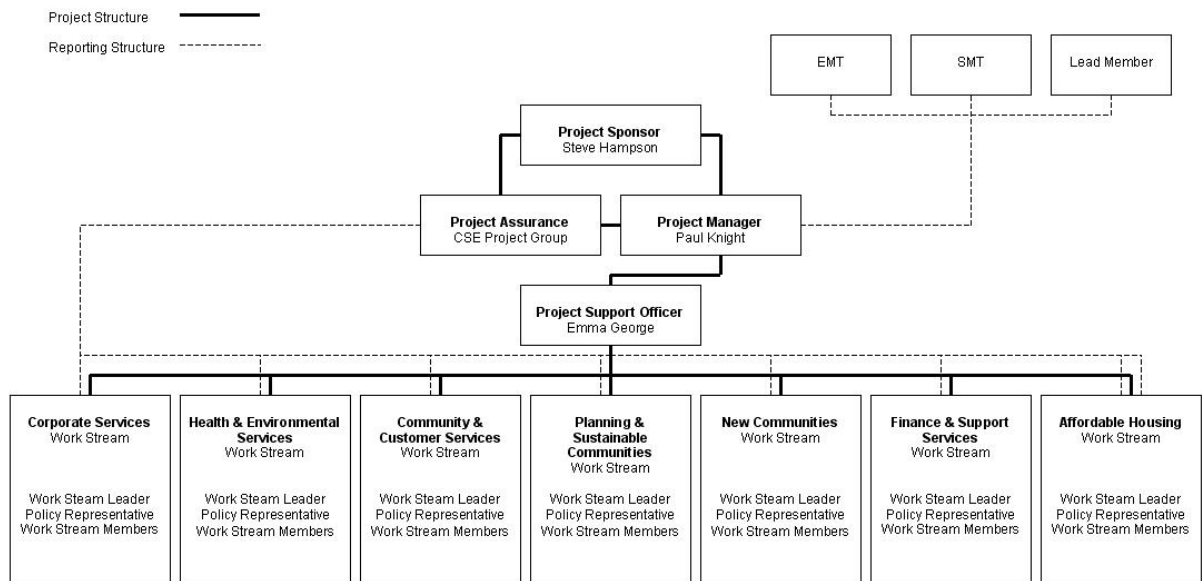 Project Structure
Reporting Structure
EMT
SMT
Lead Member
Project Sponsor
Steve Hampson
Project Assurance
CSE Project Group
Project Manager
Paul Knight
Project Support Officer
Emma George
Corporate Services
Work Stream
Work Steam Leader
Policy Representative
Work Stream Members
Health & Environmental
Services
Work Stream
Work Steam Leader
Policy Representative
Work Stream Members
Community &
Customer Services
Work Stream
Work Steam Leader
Policy Representative
Work Stream Members
Planning &
Sustainable
Communities
Work Stream
Work Steam Leader
Policy Representative
Work Stream Members
New Communities
Work Stream
Work Steam Leader
Policy Representative
Work Stream Members
Finance & Support
Services
Work Stream
Work Steam Leader
Policy Representative
Work Stream Members
Affordable Housing
Work Stream
Work Steam Leader
Policy Representative
Work Stream Members